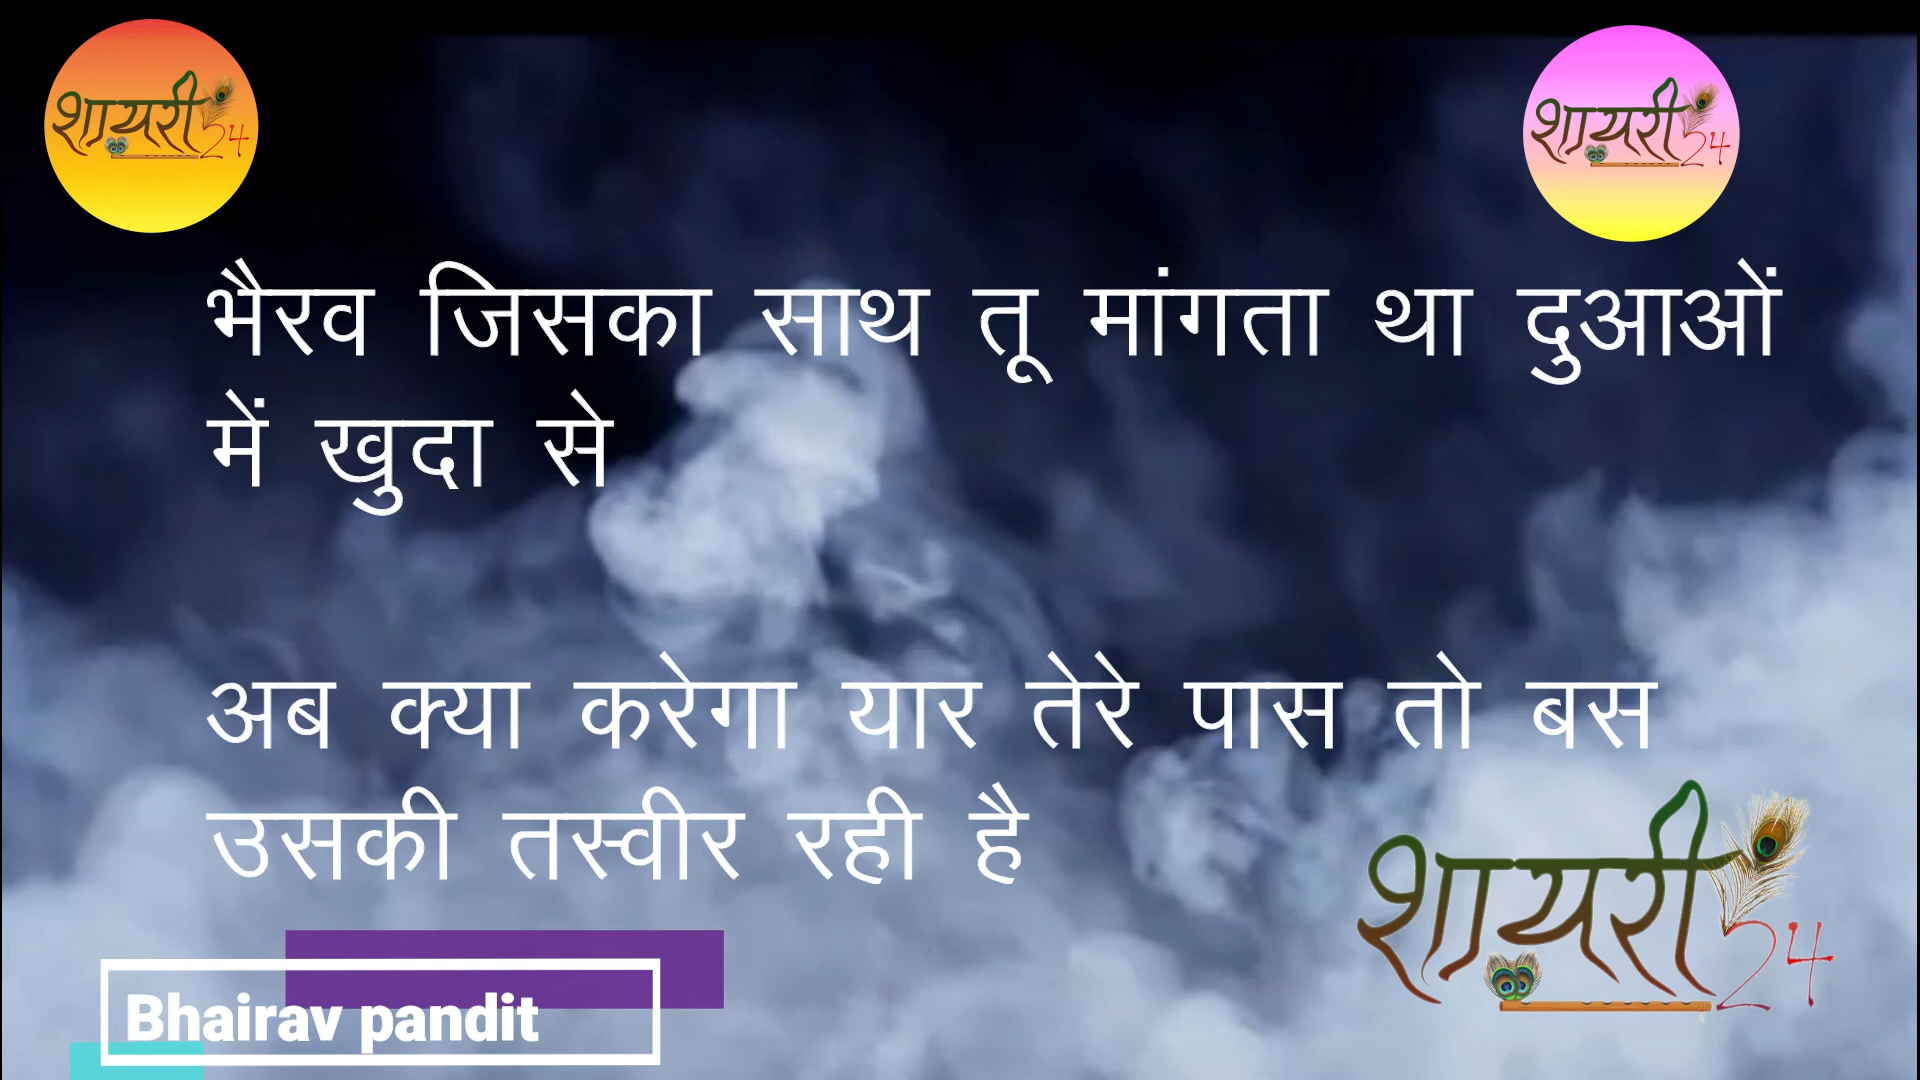 शायरी 24
शायरी 24
भैरव जिसका साथ तू मांगता था दुआओं
में खुदा से
अब क्या करेगा यार तेरे पास तो बस
उसकी तस्वीर रही है
शायरी 24
Bhairav pandit